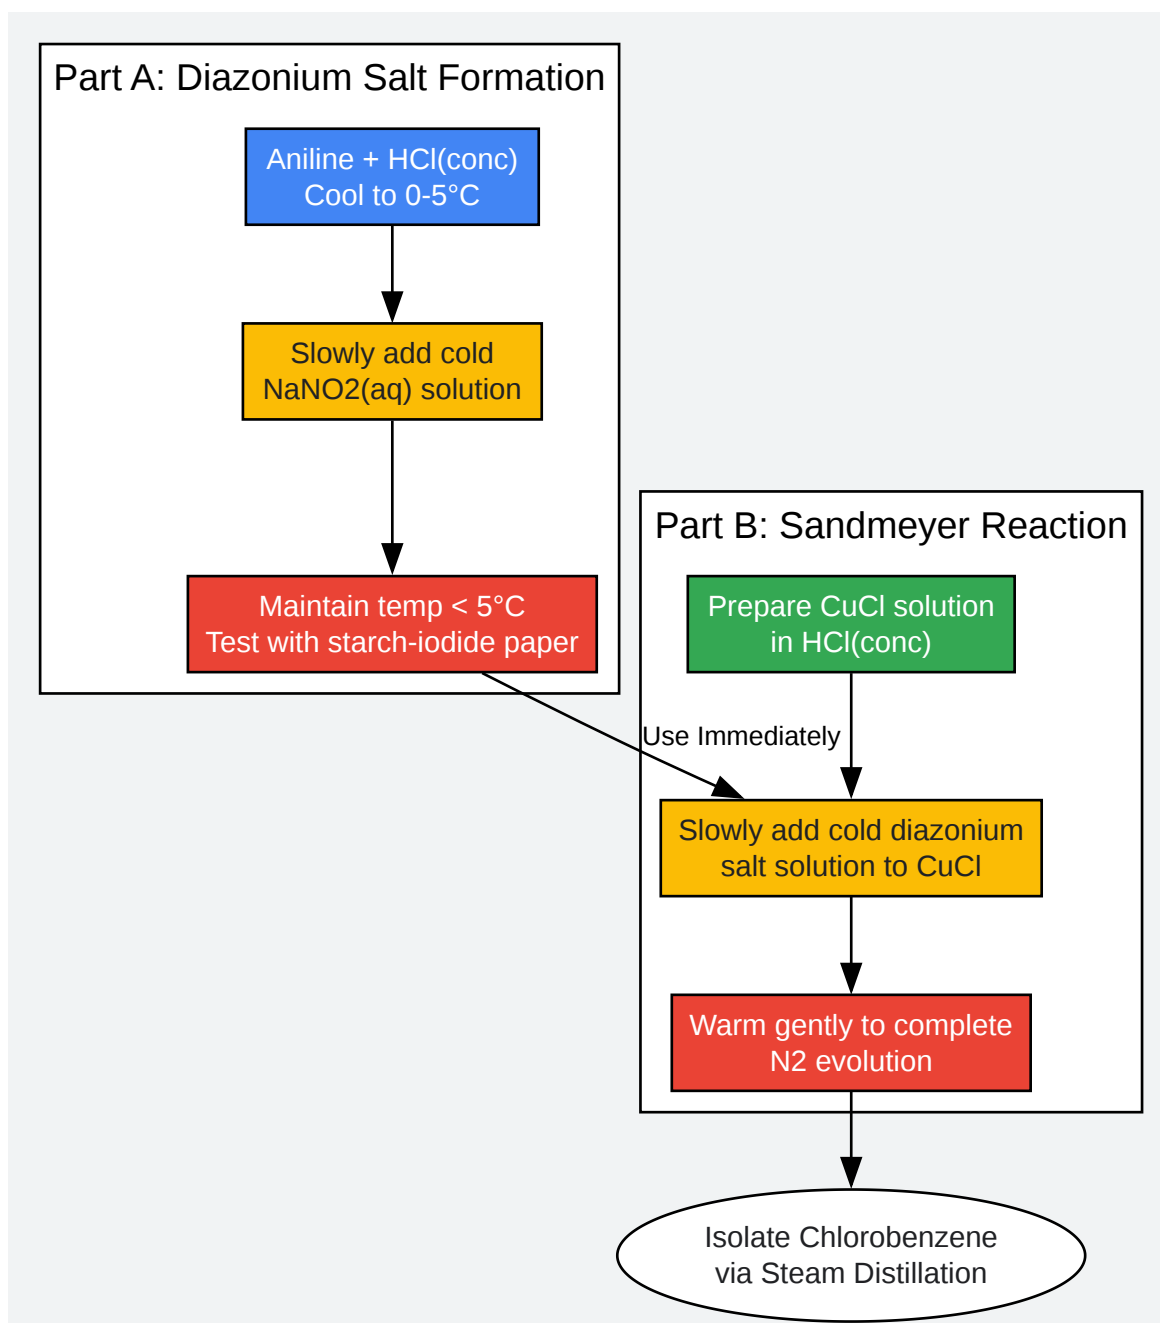 Part A: Diazonium Salt Formation
Aniline + HCl(conc)
Cool to 0-5°C
Slowly add cold
NaNO2(aq) solution
Maintain temp < 5°C
Test with starch-iodide paper
Part B: Sandmeyer Reaction
Prepare CuCl solution
in HCl(conc)
Use Immediately
Slowly add cold diazonium
salt solution to CuCl
Warm gently to complete
N2 evolution
Isolate Chlorobenzene
via Steam Distillation